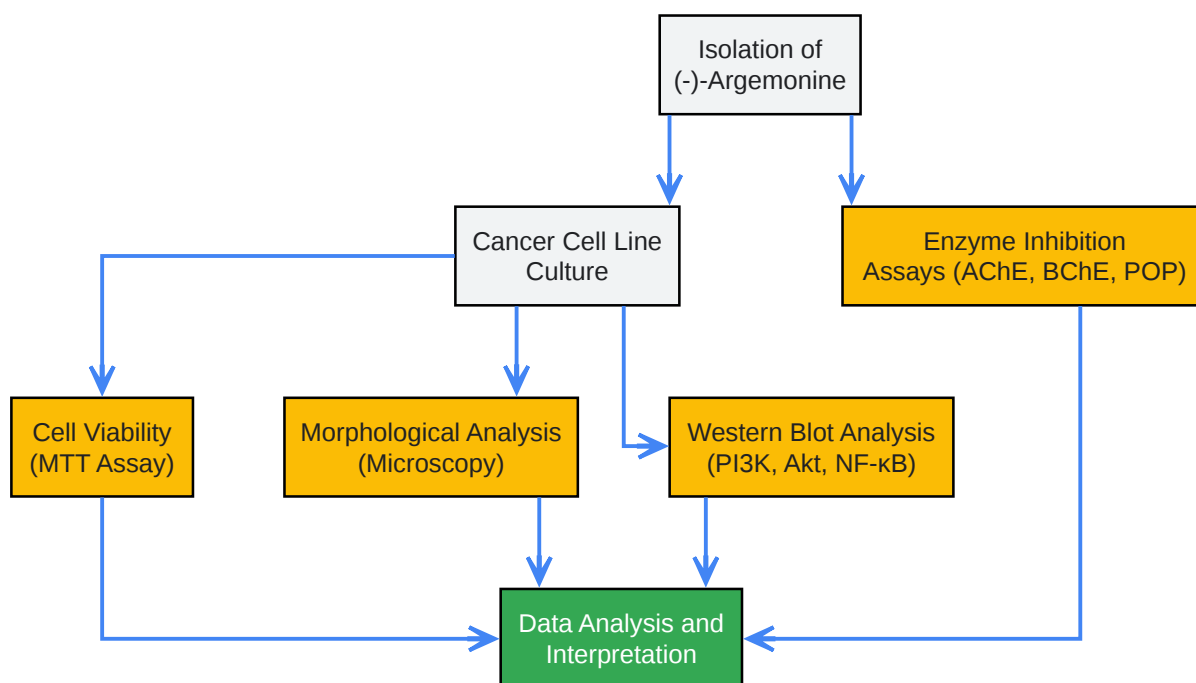 Isolation of
(-)-Argemonine
Cancer Cell Line
Culture
Enzyme Inhibition
Assays (AChE, BChE, POP)
Cell Viability
(MTT Assay)
Morphological Analysis
(Microscopy)
Western Blot Analysis
(PI3K, Akt, NF-κB)
Data Analysis and
Interpretation